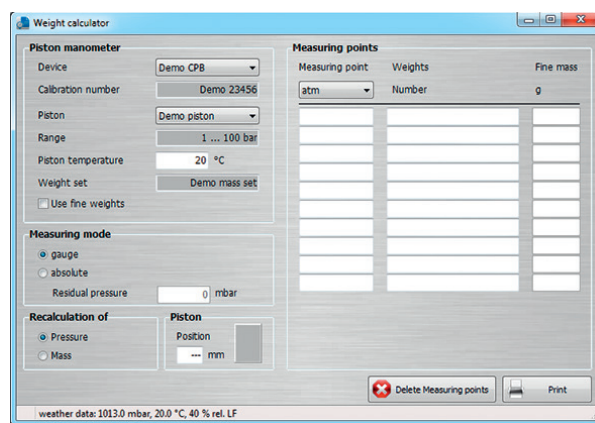 Weight calculator
Piston manometer
Device Demo CPB
Calibration number Demo 23456
Piston Demo piston
Range 1 ... 100 bar
Piston temperature 20 °C
Weight set Demo mass set
Use fine weights
Measuring mode
gauge
absolute
Residual pressure 0 mbar
Recalculation of
Pressure
Mass
Piston
Position
--- mm
Measuring points
Measuring point Weights Fine mass
atm Number g
Delete Measuring points Print
weather data: 1013.0 mbar, 20.0 °C, 40 % rel. LF